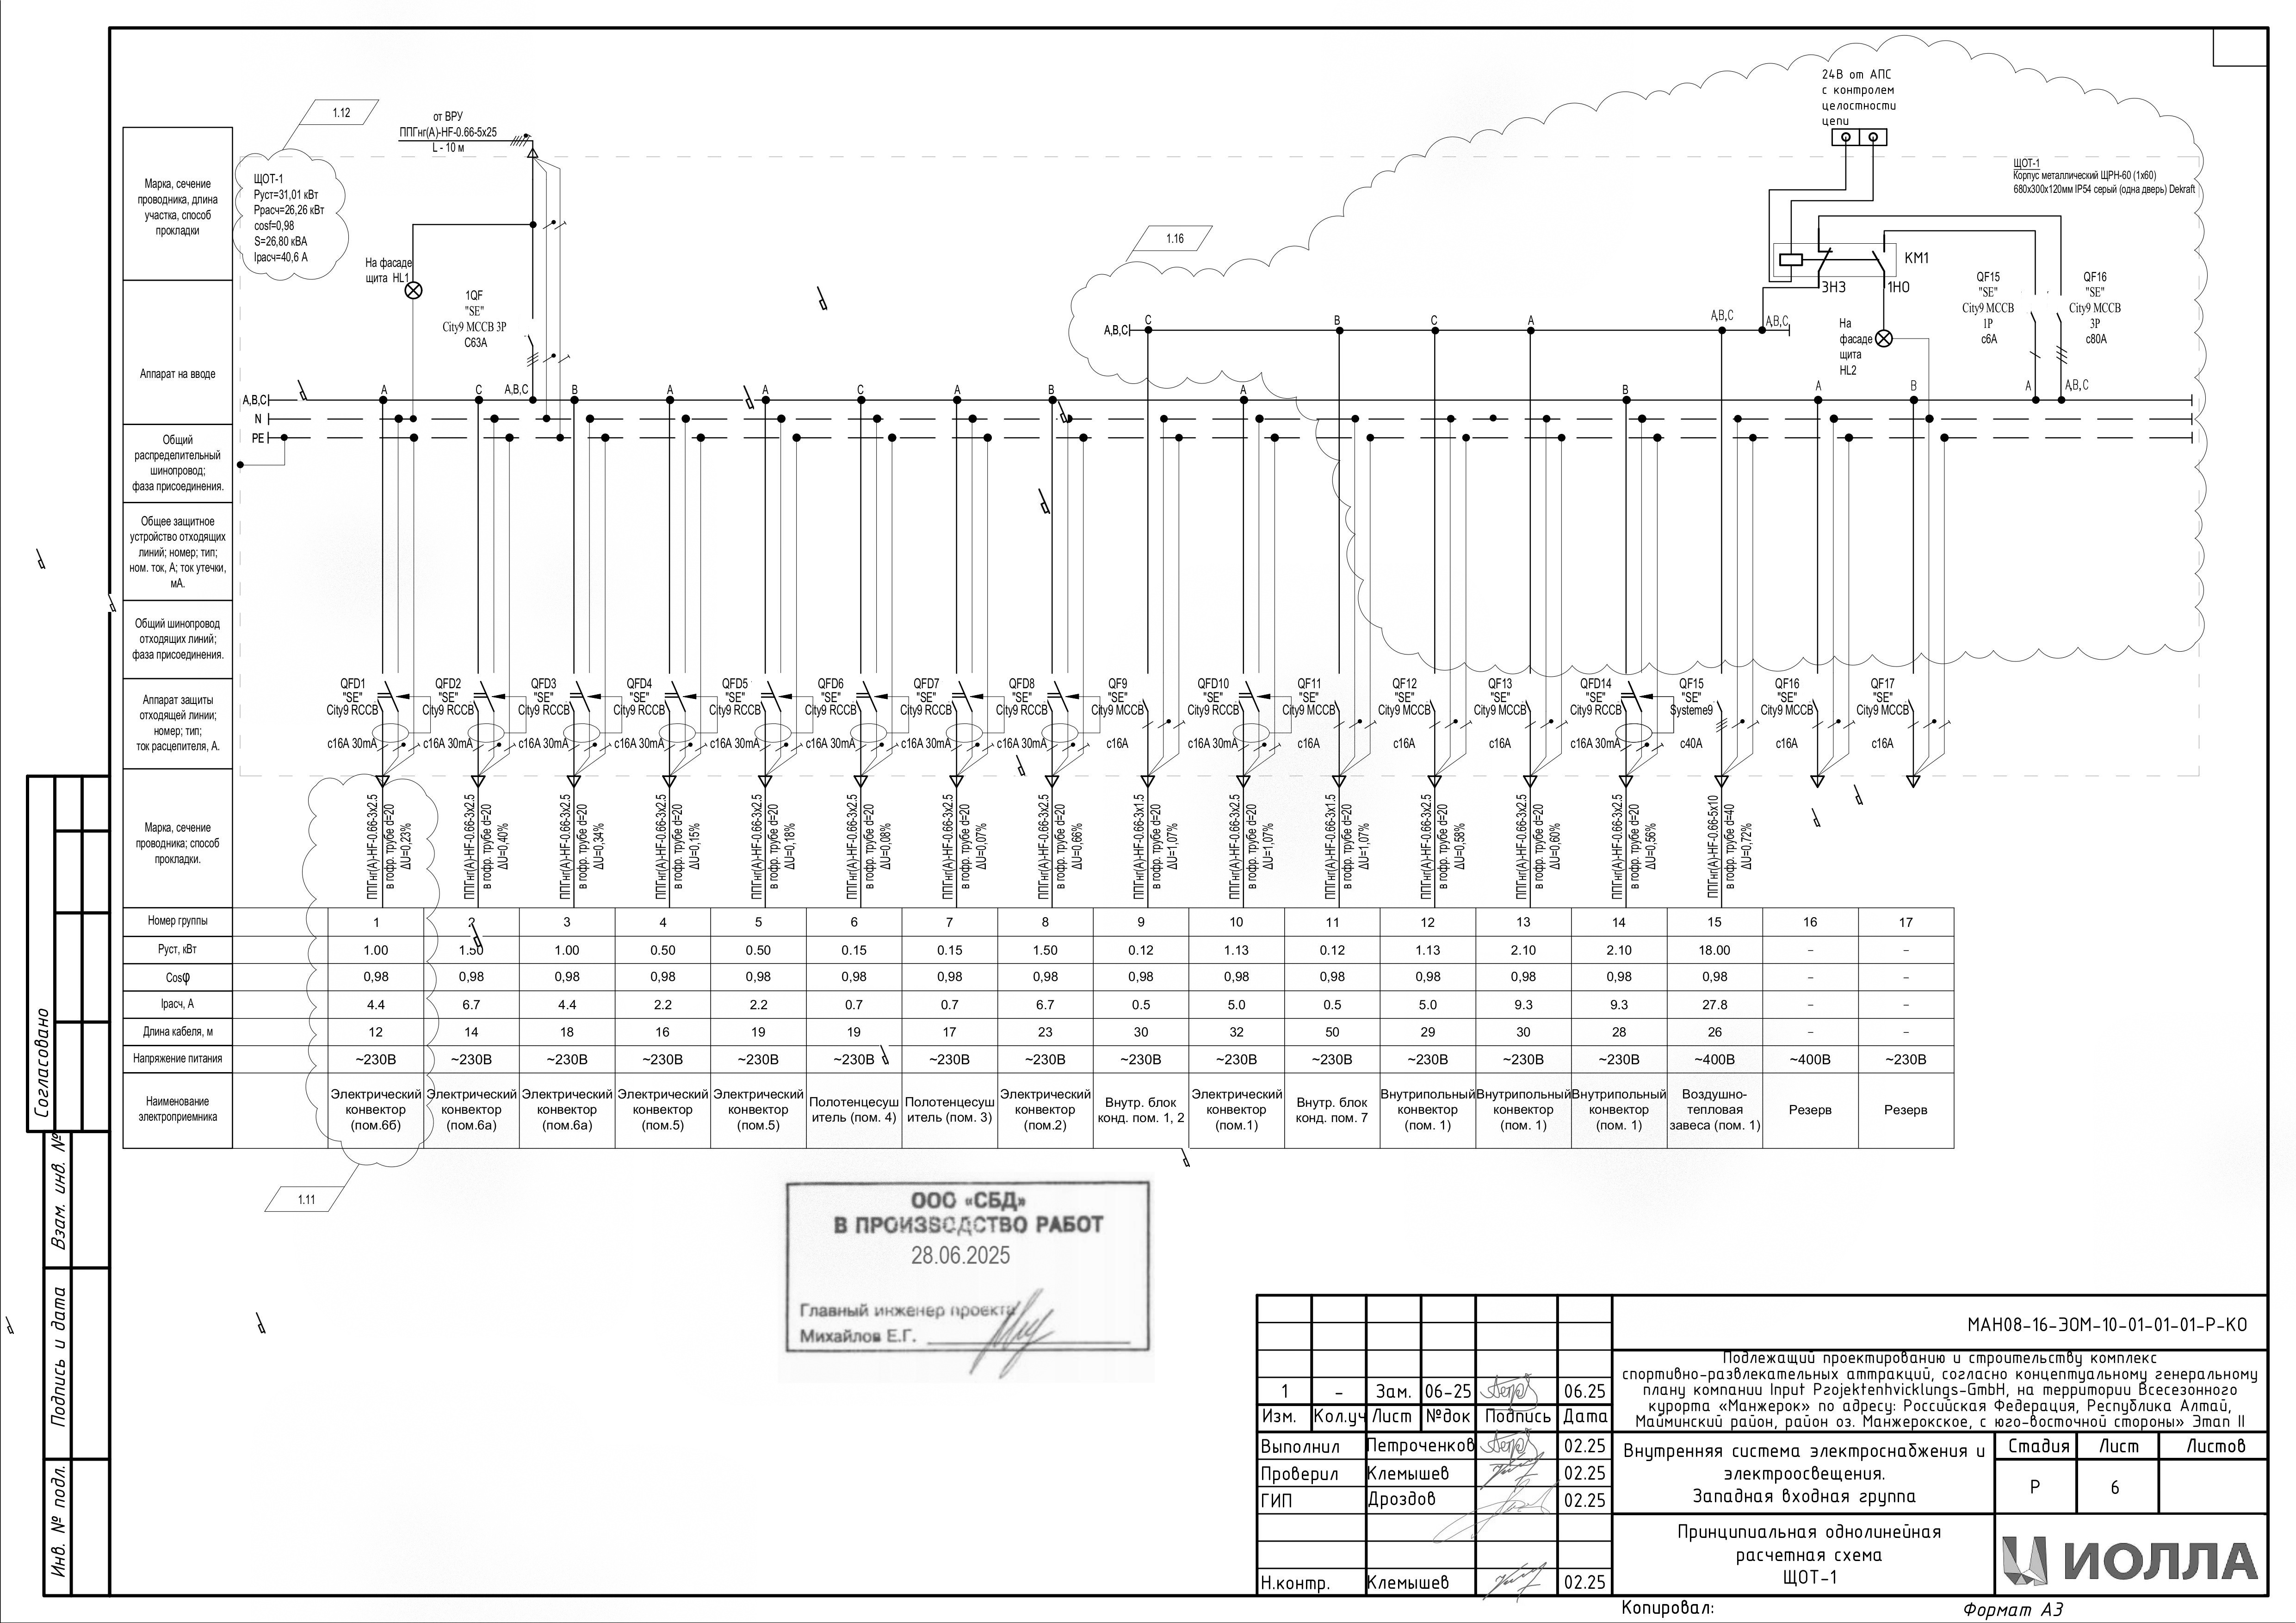 1.12
от ВРУ
ППГнг(А)-HF-0.66-5х25
L - 10 м
24В от АПС
с контролем
целостности
цепи
ЩОТ-1
Руст=31,01 кВт
Ррасч=26,26 кВт
cosf=0,98
S=26,80 кВА
Iрасч=40,6 А
ЩОТ-1
Корпус металлический ЩРН-60 (1х60)
680х300х120мм IP54 серый (одна дверь) Dekraft
1.16
На фасаде
щита HL1
1QF
"SE"
City9 MCCB 3P
C63A
КМ1
3НЗ
1НО
На
фасаде
щита
HL2
QF15
"SE"
City9 MCCB
1P
c6A
QF16
"SE"
City9 MCCB
3P
c80A
A,B,C
C
B
C
A
A,B,C
A,B,C
A,B,C
A
C
A,B,C
B
A
A
C
A
B
A
B
A
B
A
A,B,C
N
PE
Марка, сечение
проводника, длина
участка, способ
прокладки
Аппарат на вводе
Общий
распределительный
шинопровод;
фаза присоединения.
Общее защитное
устройство отходящих
линий; номер; тип;
ном. ток, А; ток утечки,
мА.
Общий шинопровод
отходящих линий;
фаза присоединения.
Аппарат защиты
отходящей линии;
номер; тип;
ток расцепителя, А.
QFD1 "SE" City9 RCCB c16A 30mA
QFD2 "SE" City9 RCCB c16A 30mA
QFD3 "SE" City9 RCCB c16A 30mA
QFD4 "SE" City9 RCCB c16A 30mA
QFD5 "SE" City9 RCCB c16A 30mA
QFD6 "SE" City9 RCCB c16A 30mA
QFD7 "SE" City9 RCCB c16A 30mA
QFD8 "SE" City9 RCCB c16A 30mA
QF9 "SE" City9 MCCB c16A
QFD10 "SE" City9 RCCB c16A 30mA
QF11 "SE" City9 MCCB c16A
QF12 "SE" City9 MCCB c16A
QF13 "SE" City9 MCCB c16A
QFD14 "SE" City9 RCCB c16A 30mA
QF15 "SE" Systeme9 c40A
QF16 "SE" City9 MCCB c16A
QF17 "SE" City9 MCCB c16A
Марка, сечение
проводника; способ
прокладки.
ППГнг(А)-HF-0.66-3х2.5 в гофр. трубе d=20 ΔU=0,23%
ППГнг(А)-HF-0.66-3х2.5 в гофр. трубе d=20 ΔU=0,40%
ППГнг(А)-HF-0.66-3х2.5 в гофр. трубе d=20 ΔU=0,34%
ППГнг(А)-HF-0.66-3х2.5 в гофр. трубе d=20 ΔU=0,15%
ППГнг(А)-HF-0.66-3х2.5 в гофр. трубе d=20 ΔU=0,18%
ППГнг(А)-HF-0.66-3х2.5 в гофр. трубе d=20 ΔU=0,08%
ППГнг(А)-HF-0.66-3х2.5 в гофр. трубе d=20 ΔU=0,07%
ППГнг(А)-HF-0.66-3х2.5 в гофр. трубе d=20 ΔU=0,66%
ППГнг(А)-HF-0.66-3х1.5 в гофр. трубе d=20 ΔU=1,07%
ППГнг(А)-HF-0.66-3х2.5 в гофр. трубе d=20 ΔU=1,07%
ППГнг(А)-HF-0.66-3х1.5 в гофр. трубе d=20 ΔU=1,07%
ППГнг(А)-HF-0.66-3х2.5 в гофр. трубе d=20 ΔU=0,58%
ППГнг(А)-HF-0.66-3х2.5 в гофр. трубе d=20 ΔU=0,60%
ППГнг(А)-HF-0.66-3х2.5 в гофр. трубе d=20 ΔU=0,56%
ППГнг(А)-HF-0.66-5х10 в гофр. трубе d=40 ΔU=0,72%
Номер группы 1 2 3 4 5 6 7 8 9 10 11 12 13 14 15 16 17
Руст, кВт 1.00 1.50 1.00 0.50 0.50 0.15 0.15 1.50 0.12 1.13 0.12 1.13 2.10 2.10 18.00 – –
Cosφ 0,98 0,98 0,98 0,98 0,98 0,98 0,98 0,98 0,98 0,98 0,98 0,98 0,98 0,98 0,98 – –
Iрасч, А 4.4 6.7 4.4 2.2 2.2 0.7 0.7 6.7 0.5 5.0 0.5 5.0 9.3 9.3 27.8 – –
Длина кабеля, м 12 14 18 16 19 19 17 23 30 32 50 29 30 28 26 – –
Напряжение питания ~230В ~230В ~230В ~230В ~230В ~230В ~230В ~230В ~230В ~230В ~230В ~230В ~230В ~230В ~400В ~400В ~230В
Наименование
электроприемника
Электрический конвектор (пом.6б)
Электрический конвектор (пом.6а)
Электрический конвектор (пом.6а)
Электрический конвектор (пом.5)
Электрический конвектор (пом.5)
Полотенцесуш итель (пом. 4)
Полотенцесуш итель (пом. 3)
Электрический конвектор (пом.2)
Внутр. блок конд. пом. 1, 2
Электрический конвектор (пом.1)
Внутр. блок конд. пом. 7
Внутрипольный конвектор (пом. 1)
Внутрипольный конвектор (пом. 1)
Внутрипольный конвектор (пом. 1)
Воздушно-тепловая завеса (пом. 1)
Резерв
Резерв
1.11
ООО «СБД»
В ПРОИЗВОДСТВО РАБОТ
28.06.2025
Главный инженер проекта
Михайлов Е.Г.
Согласовано
Взам. инв. №
Подпись и дата
Инв. № подл.
МАН08-16-ЭОМ-10-01-01-01-Р-КО
Подлежащий проектированию и строительству комплекс
спортивно-развлекательных аттракций, согласно концептуальному генеральному
плану компании Input Projektenhvicklungs-GmbH, на территории Всесезонного
курорта «Манжерок» по адресу: Российская Федерация, Республика Алтай,
Майминский район, район оз. Манжерокское, с юго-восточной стороны» Этап II
1 – Зам. 06-25 06.25
Изм. Кол.уч Лист №док Подпись Дата
Выполнил Петроченков 02.25
Проверил Клемышев 02.25
ГИП Дроздов 02.25
Н.контр. Клемышев 02.25
Внутренняя система электроснабжения и
электроосвещения.
Западная входная группа
Стадия Лист Листов
Р 6
Принципиальная однолинейная
расчетная схема
ЩОТ-1
ИОЛЛА
Копировал:
Формат А3